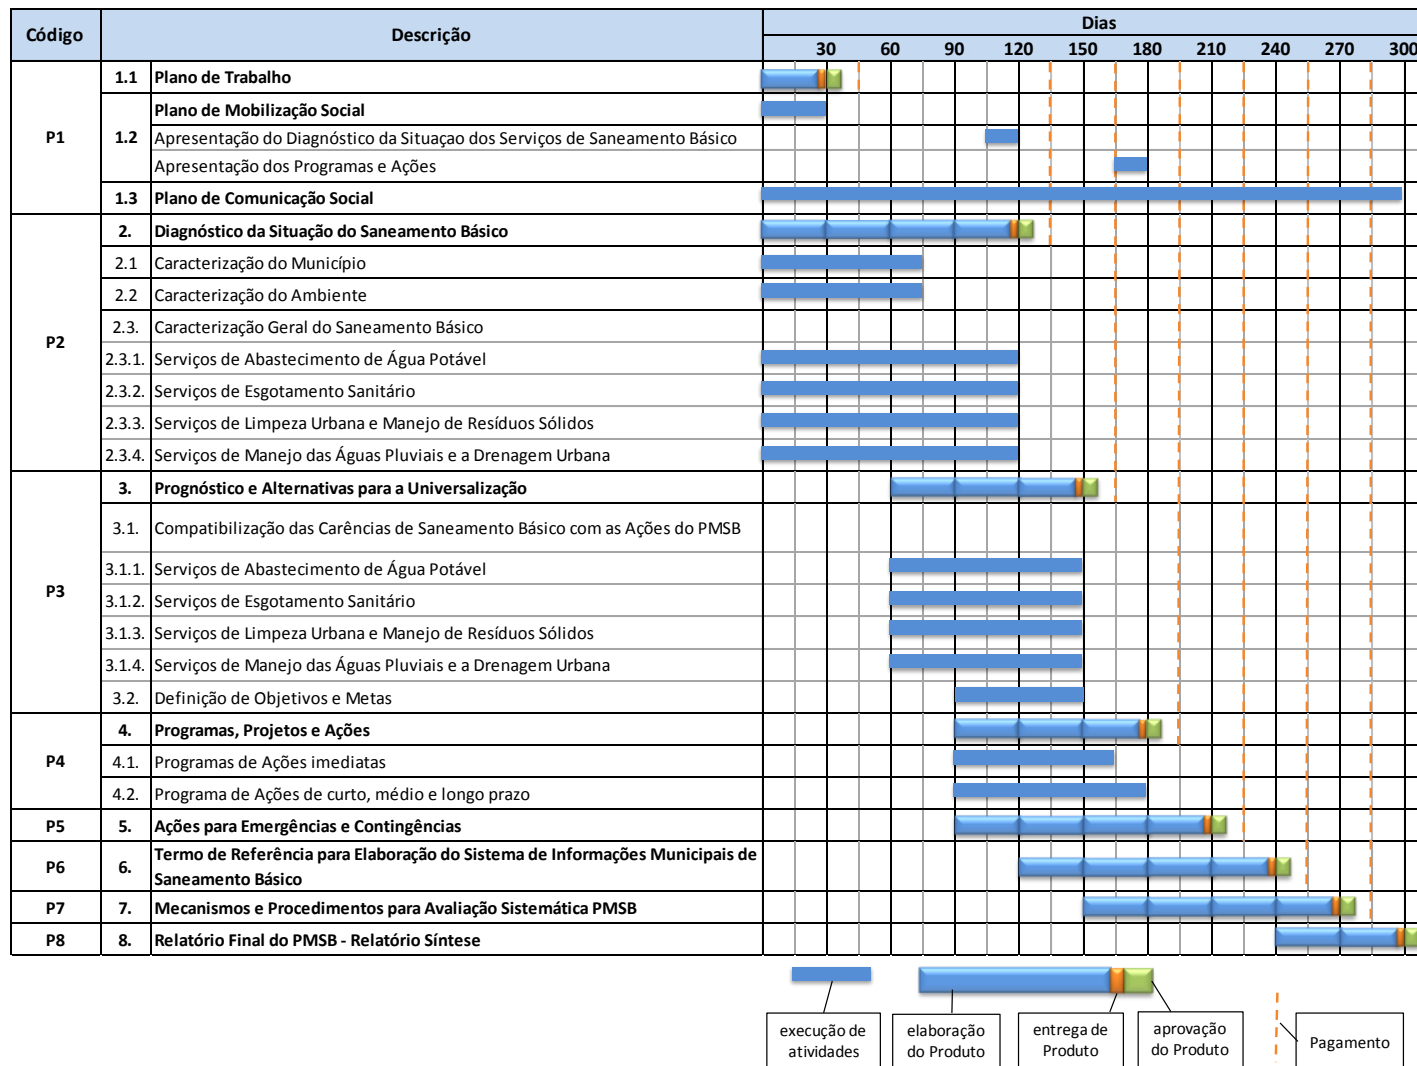 Código Descrição Dias
30 60 90 120 150 180 210 240 270 300
P1
1.1 Plano de Trabalho
1.2 Plano de Mobilização Social
Apresentação do Diagnóstico da Situaçao dos Serviços de Saneamento Básico
Apresentação dos Programas e Ações
1.3 Plano de Comunicação Social
P2
2. Diagnóstico da Situação do Saneamento Básico
2.1 Caracterização do Município
2.2 Caracterização do Ambiente
2.3. Caracterização Geral do Saneamento Básico
2.3.1. Serviços de Abastecimento de Água Potável
2.3.2. Serviços de Esgotamento Sanitário
2.3.3. Serviços de Limpeza Urbana e Manejo de Resíduos Sólidos
2.3.4. Serviços de Manejo das Águas Pluviais e a Drenagem Urbana
P3
3. Prognóstico e Alternativas para a Universalização
3.1. Compatibilização das Carências de Saneamento Básico com as Ações do PMSB
3.1.1. Serviços de Abastecimento de Água Potável
3.1.2. Serviços de Esgotamento Sanitário
3.1.3. Serviços de Limpeza Urbana e Manejo de Resíduos Sólidos
3.1.4. Serviços de Manejo das Águas Pluviais e a Drenagem Urbana
3.2. Definição de Objetivos e Metas
P4
4. Programas, Projetos e Ações
4.1. Programas de Ações imediatas
4.2. Programa de Ações de curto, médio e longo prazo
P5 5. Ações para Emergências e Contingências
P6 6. Termo de Referência para Elaboração do Sistema de Informações Municipais de
Saneamento Básico
P7 7. Mecanismos e Procedimentos para Avaliação Sistemática PMSB
P8 8. Relatório Final do PMSB - Relatório Síntese
execução de
atividades
elaboração
do Produto
entrega de
Produto
aprovação
do Produto
Pagamento